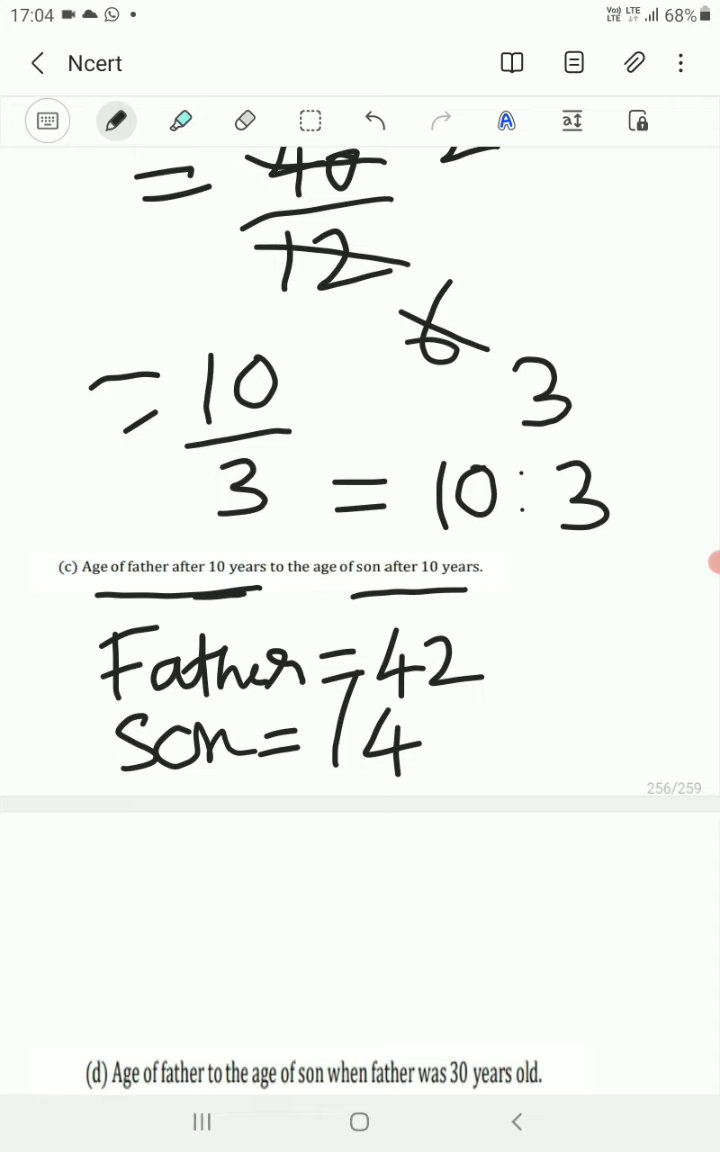 17:04 68%
Ncert
= 40
12
6
= 10 3
3 = 10 : 3
(c) Age of father after 10 years to the age of son after 10 years.
Father = 42
Son = 14
256/259
(d) Age of father to the age of son when father was 30 years old.